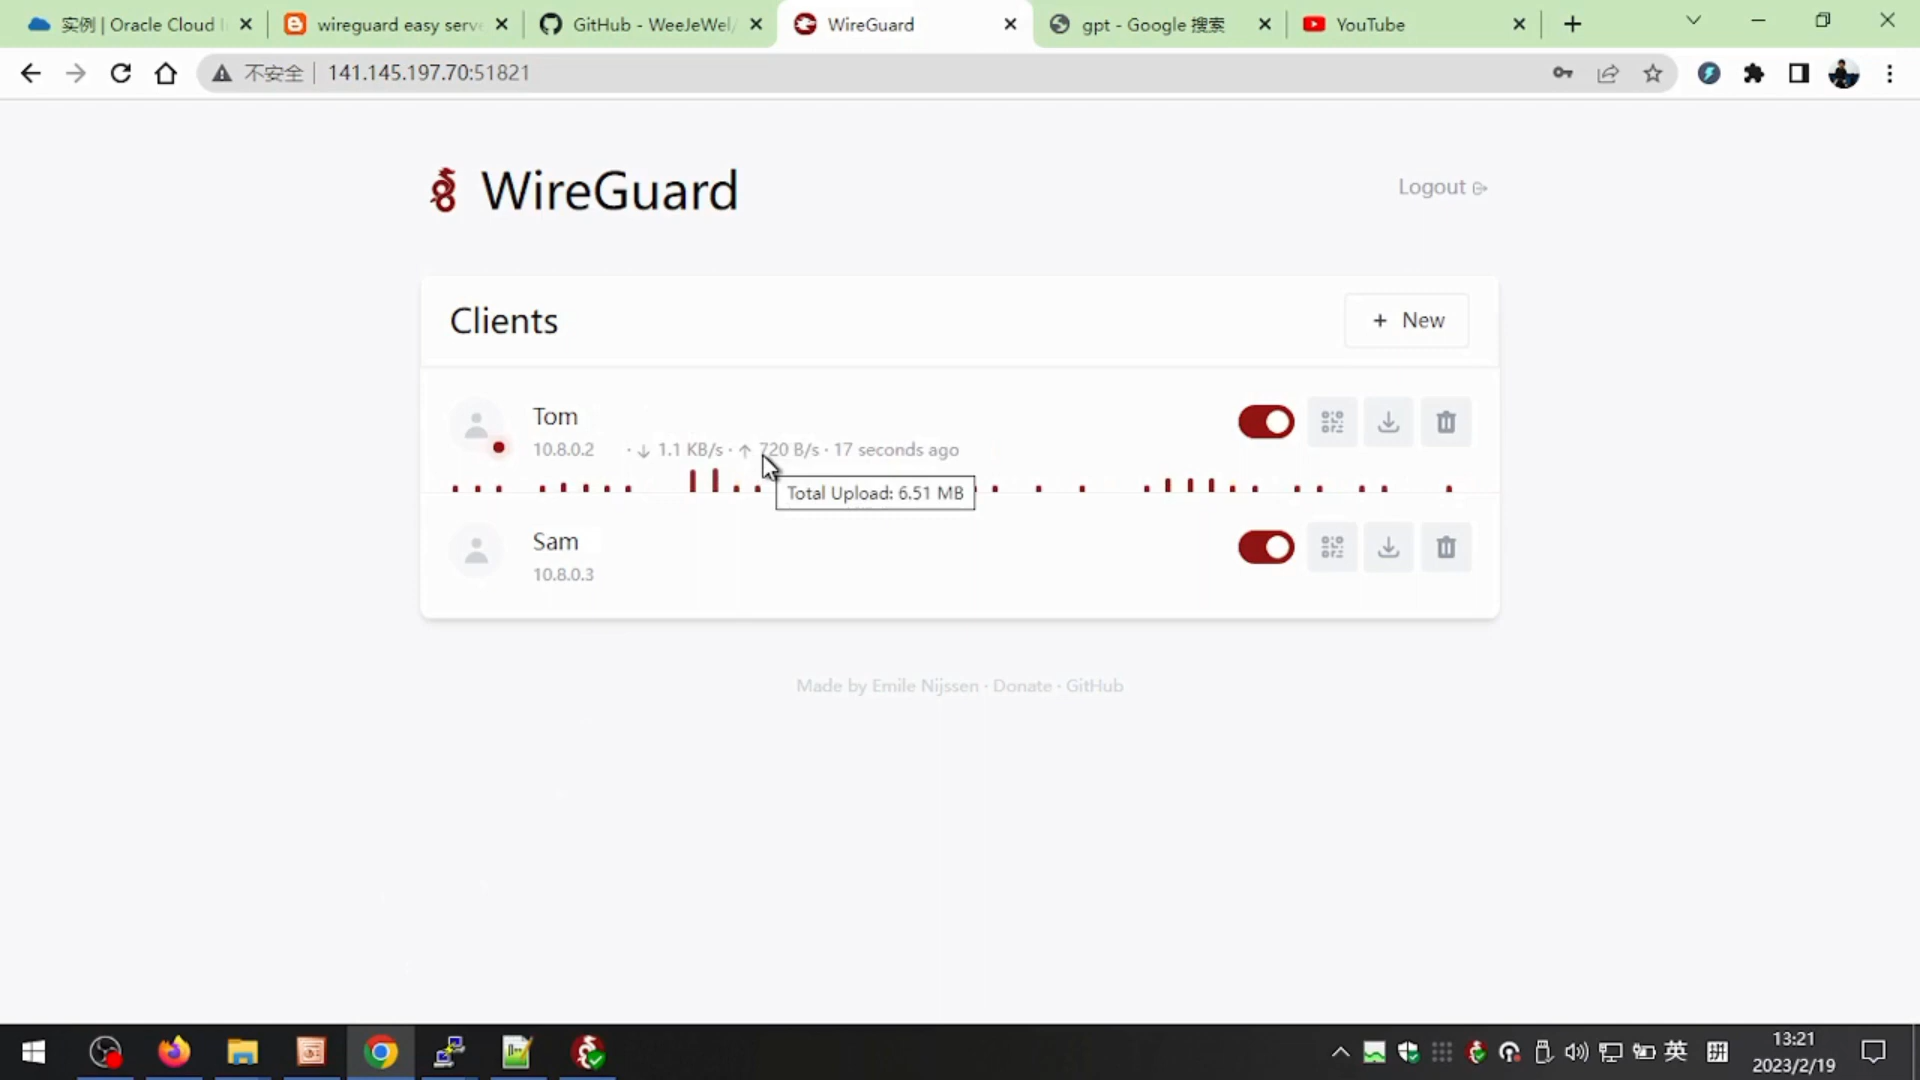 实例 | Oracle Cloud I
wireguard easy serve
GitHub - WeeJeWel/
WireGuard
gpt - Google 搜索
YouTube
不安全
141.145.197.70:51821
WireGuard
Logout
Clients
+ New
Tom
10.8.0.2 · ↓ 1.1 KB/s · ↑ 720 B/s · 17 seconds ago
Total Upload: 6.51 MB
Sam
10.8.0.3
Made by Emile Nijssen · Donate · GitHub
英
拼
13:21
2023/2/19